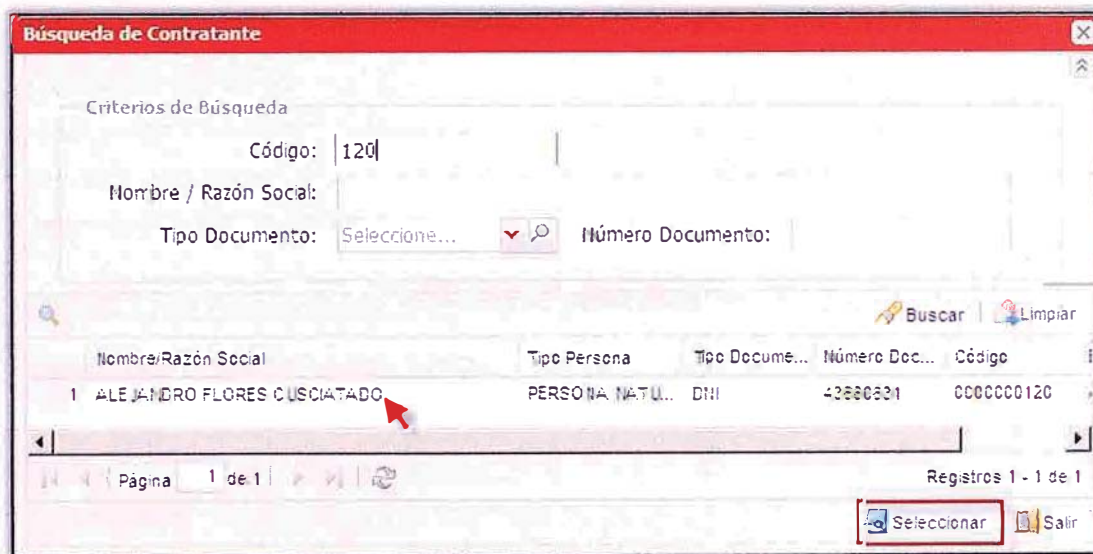 Búsqueda de Contratante
Criterios de Búsqueda
Código: 120
Nombre / Razón Social:
Tipo Documento: Seleccione... Número Documento:
Buscar Limpiar
Nombre/Razón Social Tipo Persona Tipo Docume... Número Doc... Código
1 ALEJANDRO FLORES PERSONA NATU... DNI 0000000120
Página 1 de 1 Registros 1 - 1 de 1
Seleccionar Salir